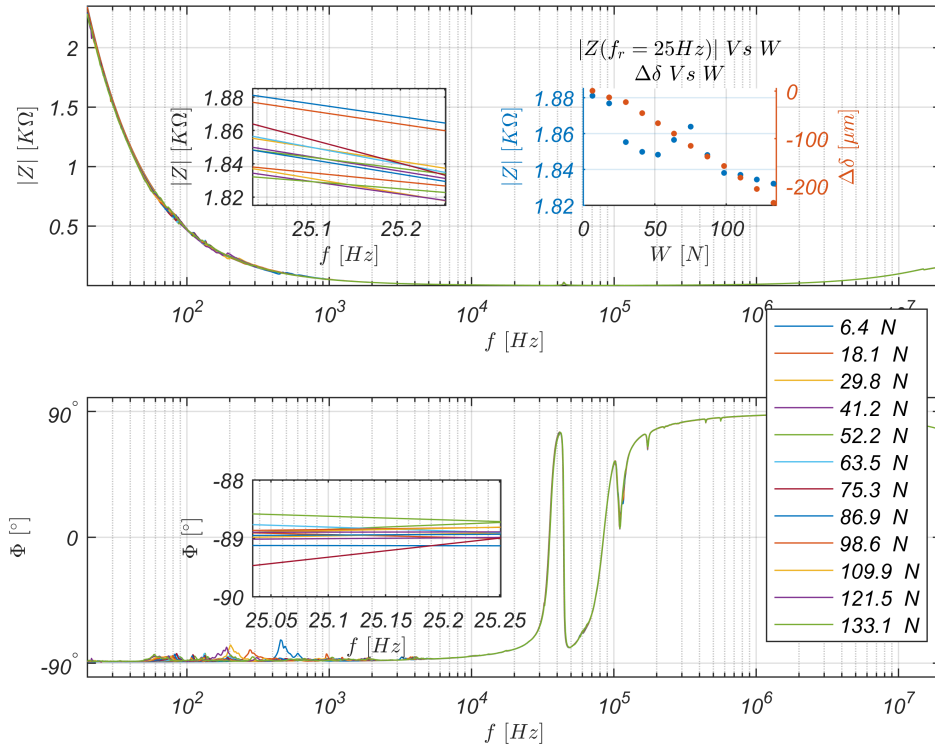 |Z(f_r = 25Hz)| Vs W
Δδ Vs W
2
1.5
1
0.5
|Z| [KΩ]
1.88
1.86
1.84
1.82
|Z| [KΩ]
25.1 25.2
f [Hz]
1.88
1.86
1.84
1.82
|Z| [KΩ]
0
-100
-200
Δδ [μm]
0 50 100
W [N]
10^2 10^3 10^4 10^5 10^6 10^7
f [Hz]
6.4 N
18.1 N
29.8 N
41.2 N
52.2 N
63.5 N
75.3 N
86.9 N
98.6 N
109.9 N
121.5 N
133.1 N
90°
0
-90°
Φ [°]
-88
-89
-90
Φ [°]
25.05 25.1 25.15 25.2 25.25
f [Hz]
10^2 10^3 10^4 10^5 10^6 10^7
f [Hz]